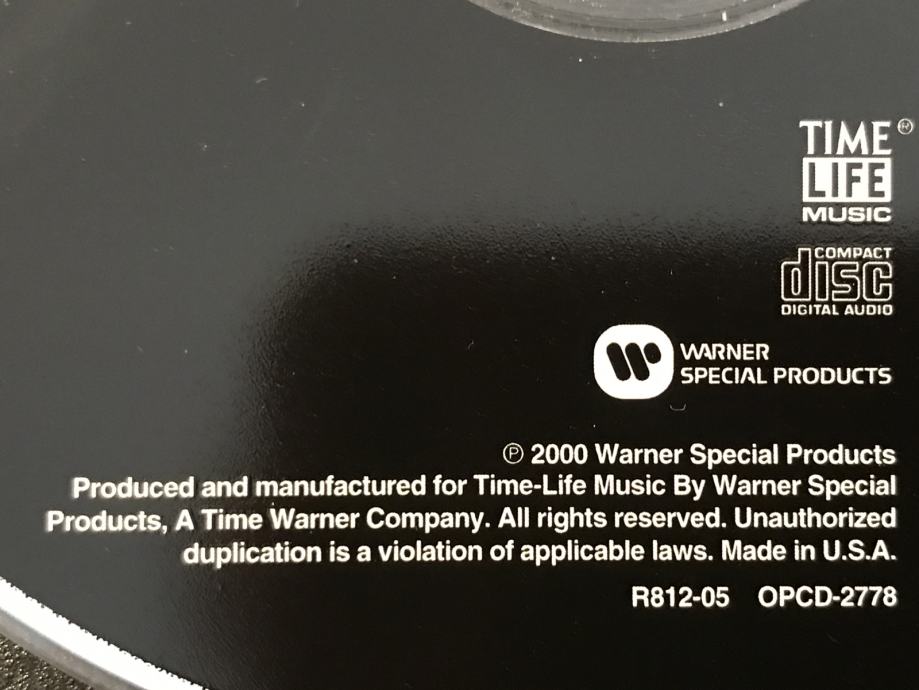 TIME ®
LIFE
MUSIC
COMPACT
disc
DIGITAL AUDIO
WARNER
SPECIAL PRODUCTS
℗ 2000 Warner Special Products
Produced and manufactured for Time-Life Music By Warner Special
Products, A Time Warner Company. All rights reserved. Unauthorized
duplication is a violation of applicable laws. Made in U.S.A.
R812-05 OPCD-2778